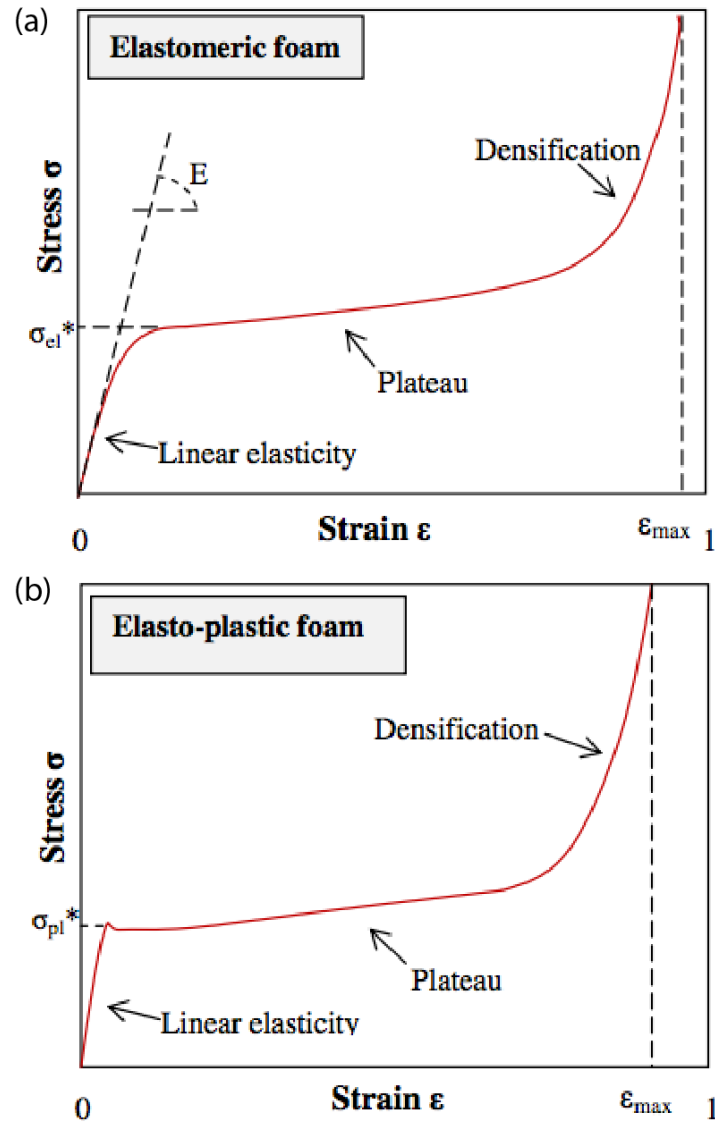 (a)
Elastomeric foam
E
Densification
Stress σ
σel*
Plateau
Linear elasticity
0
Strain ε
εmax
1
(b)
Elasto-plastic foam
Densification
Stress σ
σpl*
Plateau
Linear elasticity
0
Strain ε
εmax
1